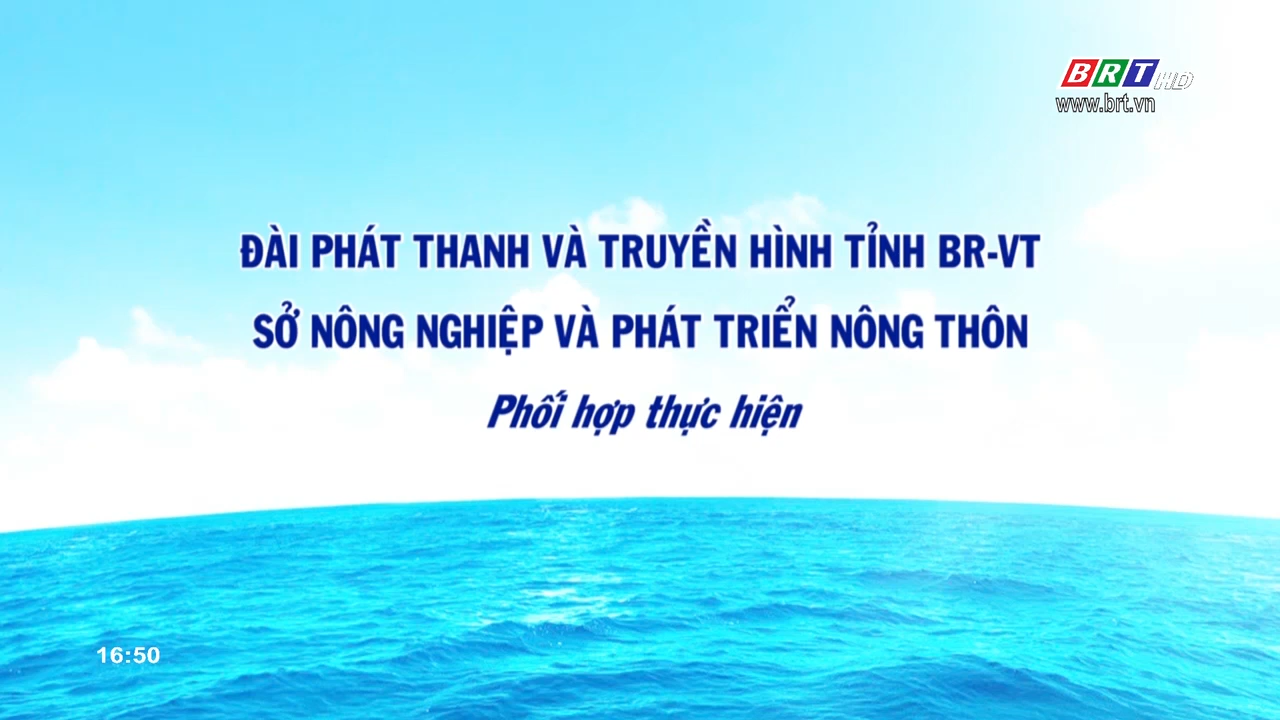 BRT HD
www.brt.vn
ĐÀI PHÁT THANH VÀ TRUYỀN HÌNH TỈNH BR-VT
SỞ NÔNG NGHIỆP VÀ PHÁT TRIỂN NÔNG THÔN
Phối hợp thực hiện
16:50